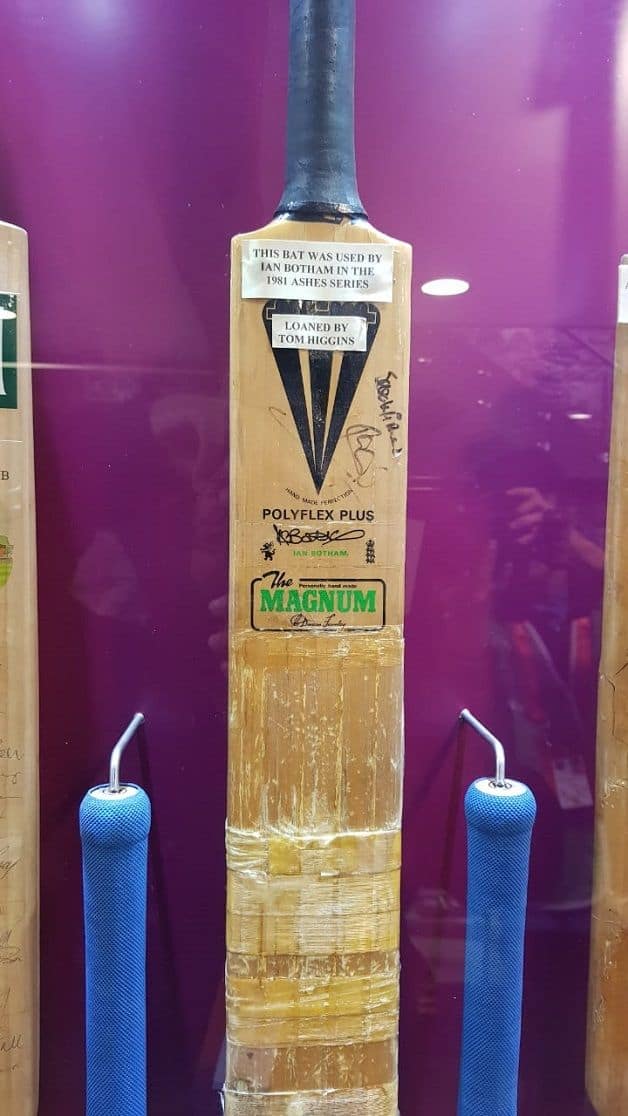 THIS BAT WAS USED BY
IAN BOTHAM IN THE
1981 ASHES SERIES
LOANED BY
TOM HIGGINS
HAND MADE PERFECTION
POLYFLEX PLUS
IAN BOTHAM.
The
Personally hand made
MAGNUM
B